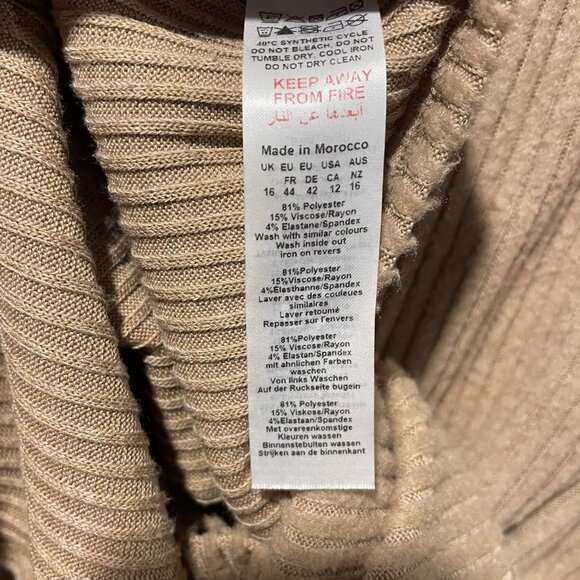 40°C SYNTHETIC CYCLE
DO NOT BLEACH, DO NOT
TUMBLE DRY, COOL IRON
DO NOT DRY CLEAN
KEEP AWAY
FROM FIRE
ابعدها عن النار
Made in Morocco
UK EU EU USA AUS
FR DE CA NZ
16 44 42 12 16
81% Polyester
15% Viscose/Rayon
4% Elastane/Spandex
Wash with similar colours
Wash inside out
iron on revers
81%Polyester
15%Viscose/Rayon
4%Elasthanne/Spandex
Laver avec des couleues
similaires
Laver retoumé
Repasser sur l'envers
81% Polyester
15% Viscose/Rayon
4% Elastan/Spandex
mit ahnlichen Farben
waschen
Von links Waschen
Auf der Ruckseite bugein
81% Polyester
15% Viskose/Rayon
4%Elastaan/Spandex
Met overeenkomstige
Kleuren wassen
Binnenstebuiten wassen
Strijken aan de binnenkant